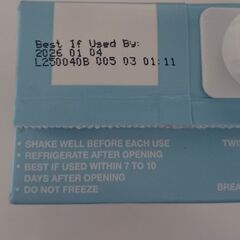 Best If Used By:
2026 01 04
L250040B 005 03 01:11
• SHAKE WELL BEFORE EACH USE
• REFRIGERATE AFTER OPENING
• BEST IF USED WITHIN 7 TO 10
DAYS AFTER OPENING
• DO NOT FREEZE
TWIS
BREA